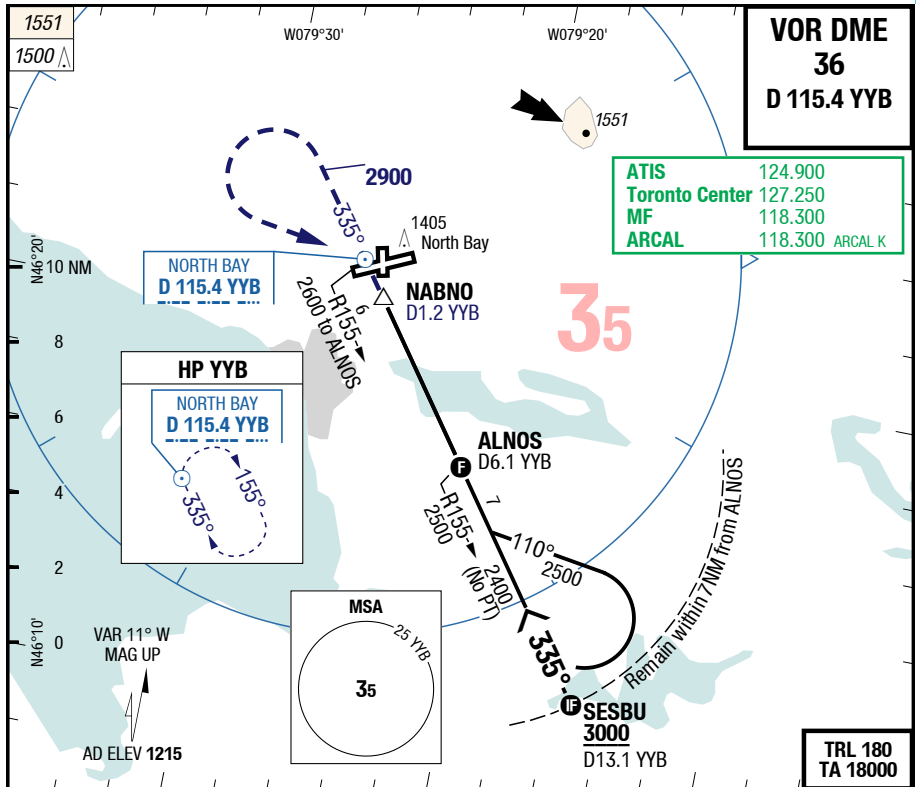 1551
1500
W079°30'
W079°20'
VOR DME
36
D 115.4 YYB
1551
ATIS 124.900
Toronto Center 127.250
MF 118.300
ARCAL 118.300 ARCAL K
2900
335°
1405
North Bay
N46°20'
10 NM
NORTH BAY
D 115.4 YYB
NABNO
D1.2 YYB
6
R155
2600 to ALNOS
35
8
HP YYB
NORTH BAY
D 115.4 YYB
155°
335°
6
ALNOS
D6.1 YYB
4
7
R155
2500
2400
(No PT)
110°
2500
Remain within 7NM from ALNOS
2
MSA
25 YYB
35
N46°10'
0
VAR 11° W
MAG UP
335°
SESBU
3000
D13.1 YYB
IF
F
AD ELEV 1215
TRL 180
TA 18000